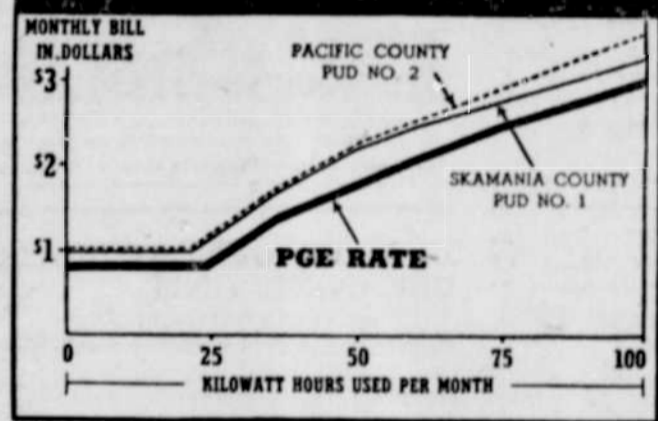 MONTHLY BILL
IN.DOLLARS
PACIFIC COUNTY
PUD NO. 2
$3
$2
SKAMANIA COUNTY
PUD NO. 1
$1
PGE RATE
0 25 50 75 100
KILOWATT HOURS USED PER MONTH